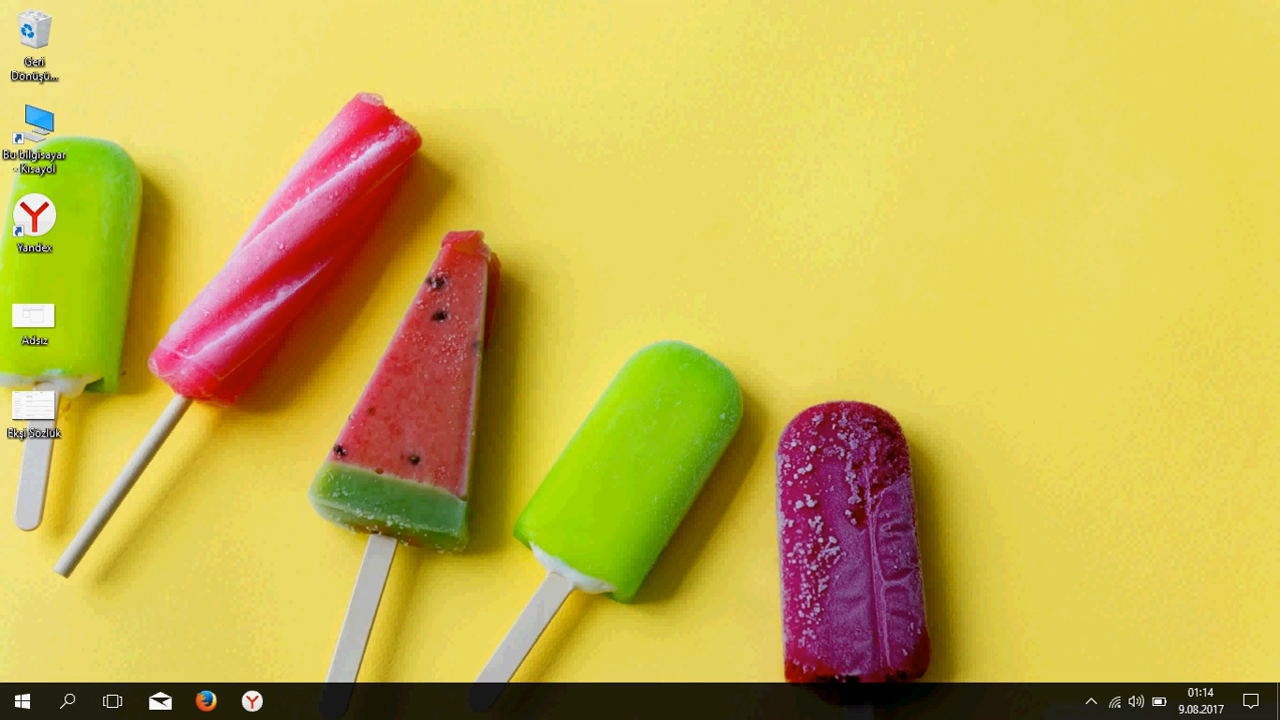 Geri
Dönüşü...
Bu bilgisayar
- Kısayol
Yandex
Adsız
Ekşi Sözlük
01:14
9.08.2017